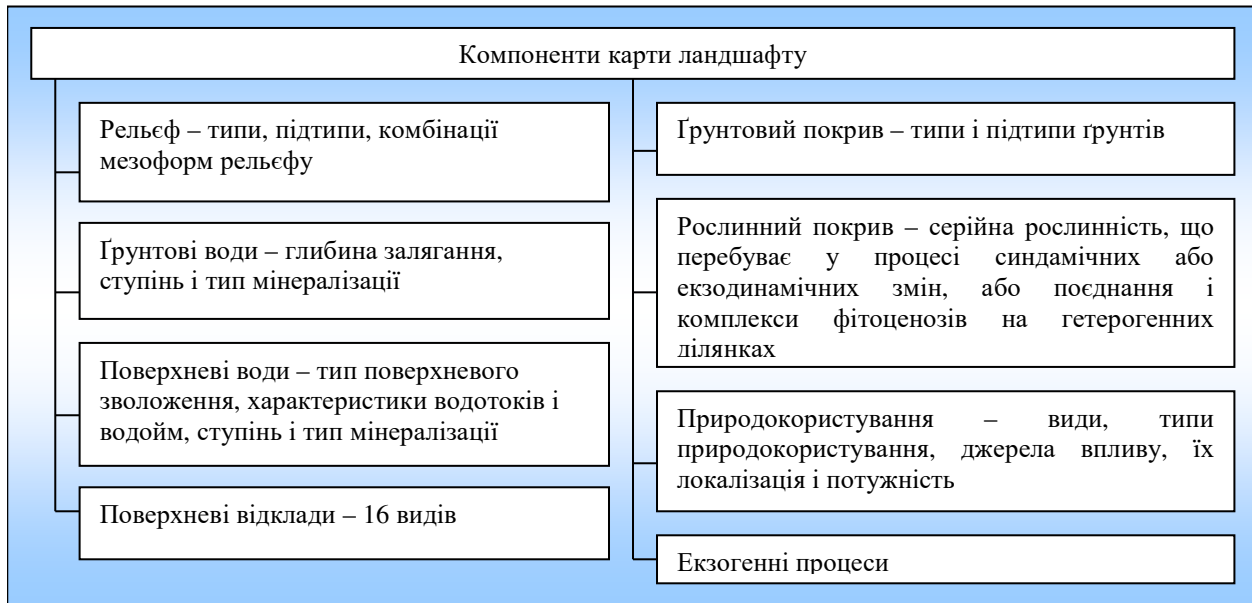 Компоненти карти ландшафту
Рельєф – типи, підтипи, комбінації
мезоформ рельєфу
Ґрунтові води – глибина залягання,
ступінь і тип мінералізації
Поверхневі води – тип поверхневого
зволоження, характеристики водотоків і
водойм, ступінь і тип мінералізації
Поверхневі відклади – 16 видів
Ґрунтовий покрив – типи і підтипи ґрунтів
Рослинний покрив – серійна рослинність, що
перебуває у процесі синдамічних або
екзодинамічних змін, або поєднання і
комплекси фітоценозів на гетерогенних
ділянках
Природокористування – види, типи
природокористування, джерела впливу, їх
локалізація і потужність
Екзогенні процеси